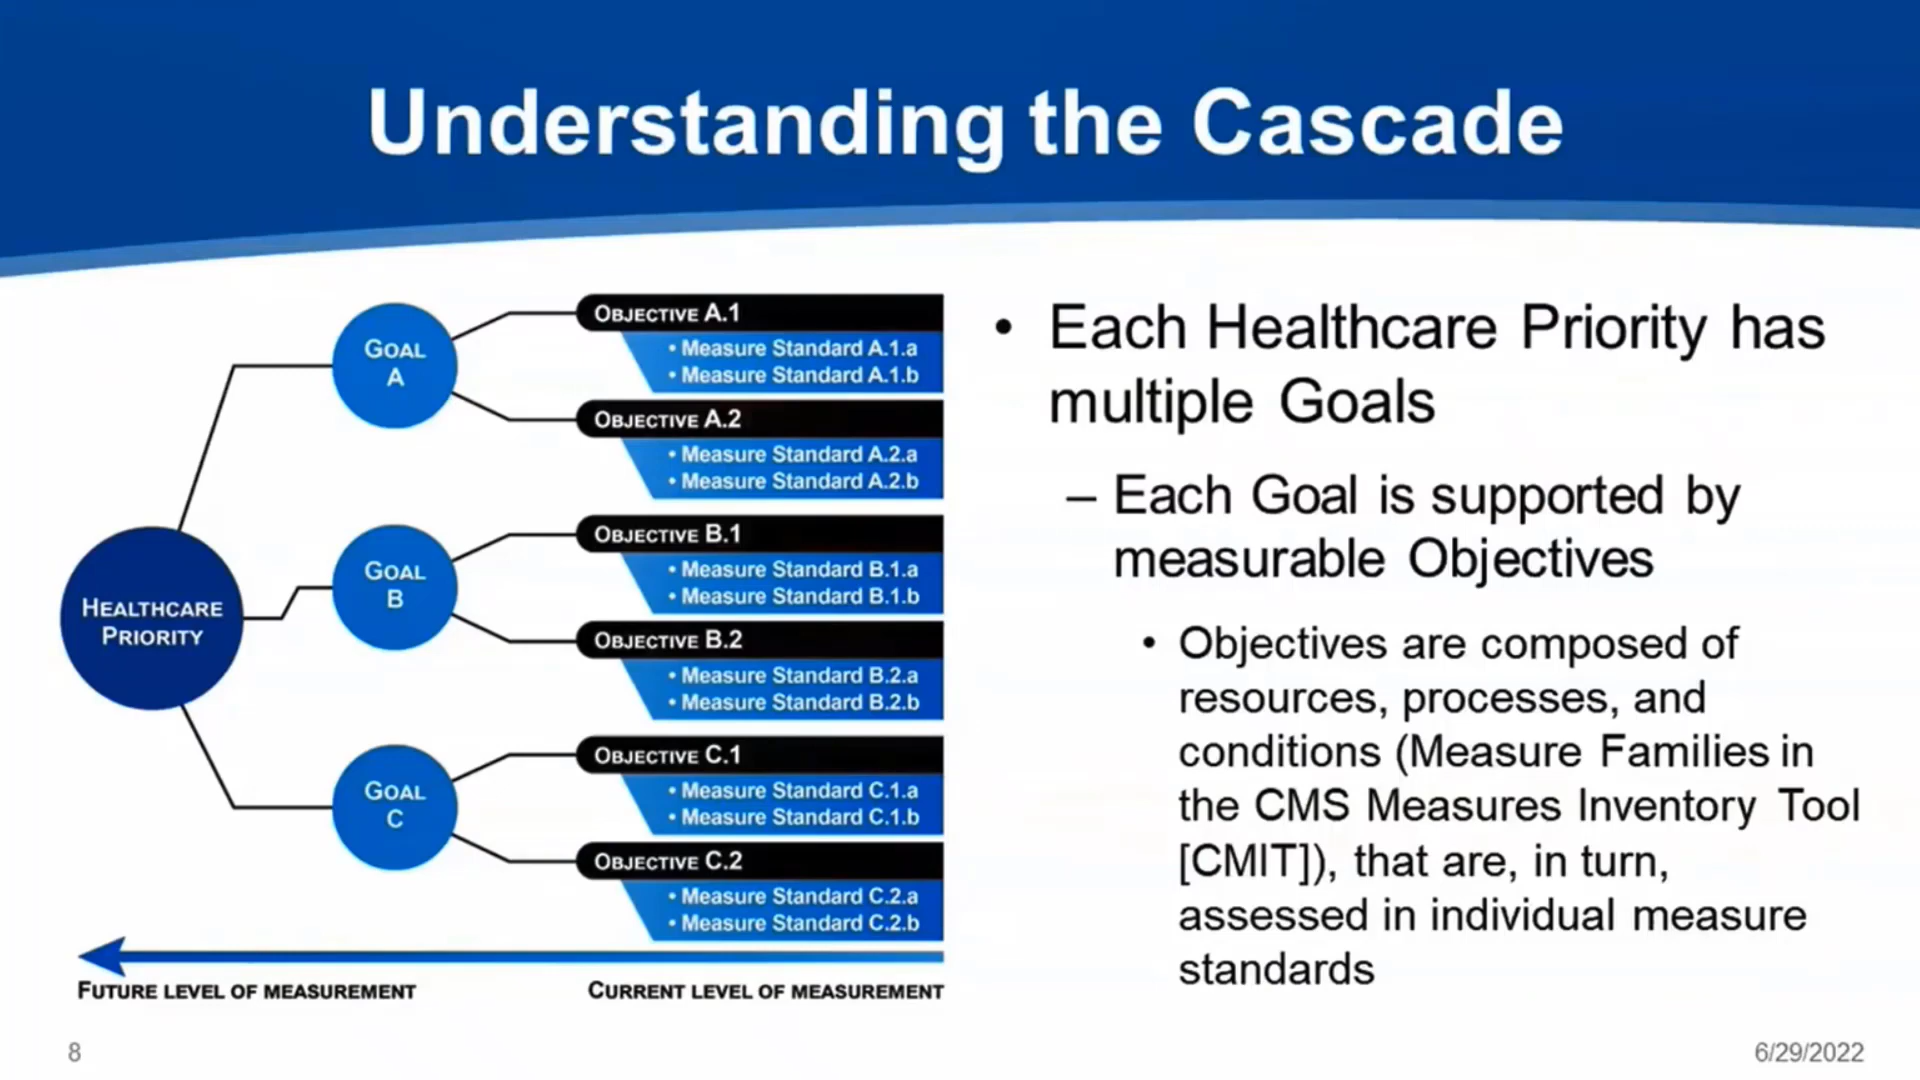 Understanding the Cascade
HEALTHCARE
PRIORITY
GOAL
A
OBJECTIVE A.1
• Measure Standard A.1.a
• Measure Standard A.1.b
OBJECTIVE A.2
• Measure Standard A.2.a
• Measure Standard A.2.b
GOAL
B
OBJECTIVE B.1
• Measure Standard B.1.a
• Measure Standard B.1.b
OBJECTIVE B.2
• Measure Standard B.2.a
• Measure Standard B.2.b
GOAL
C
OBJECTIVE C.1
• Measure Standard C.1.a
• Measure Standard C.1.b
OBJECTIVE C.2
• Measure Standard C.2.a
• Measure Standard C.2.b
FUTURE LEVEL OF MEASUREMENT
CURRENT LEVEL OF MEASUREMENT
• Each Healthcare Priority has
multiple Goals
– Each Goal is supported by
measurable Objectives
• Objectives are composed of
resources, processes, and
conditions (Measure Families in
the CMS Measures Inventory Tool
[CMIT]), that are, in turn,
assessed in individual measure
standards
8
6/29/2022